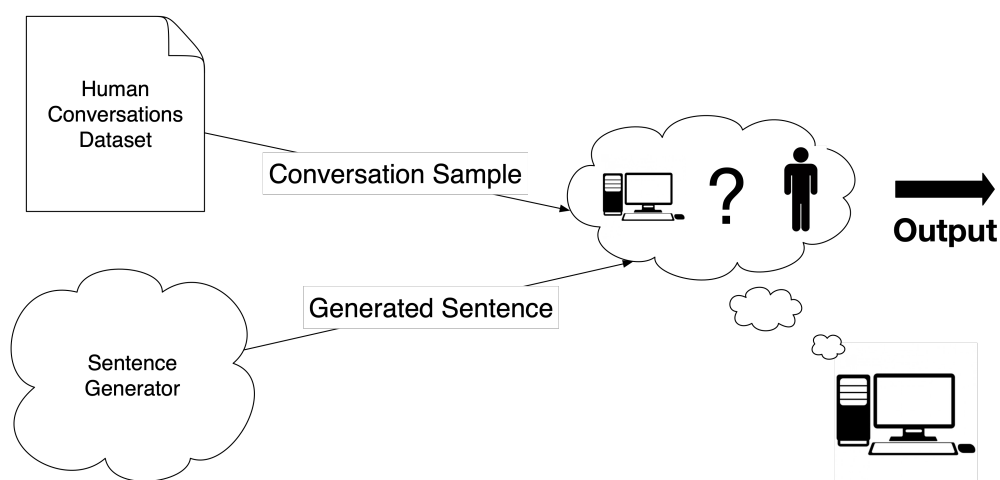 Human
Conversations
Dataset
Conversation Sample
?
Output
Generated Sentence
Sentence
Generator